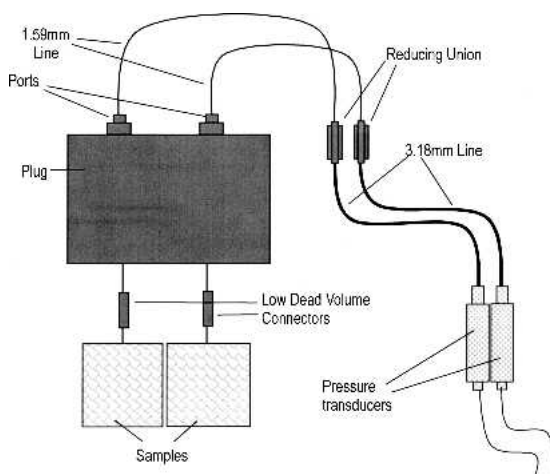 1.59mm
Line
Reducing Union
Ports
3.18mm Line
Plug
Low Dead Volume
Connectors
Pressure
transducers
Samples